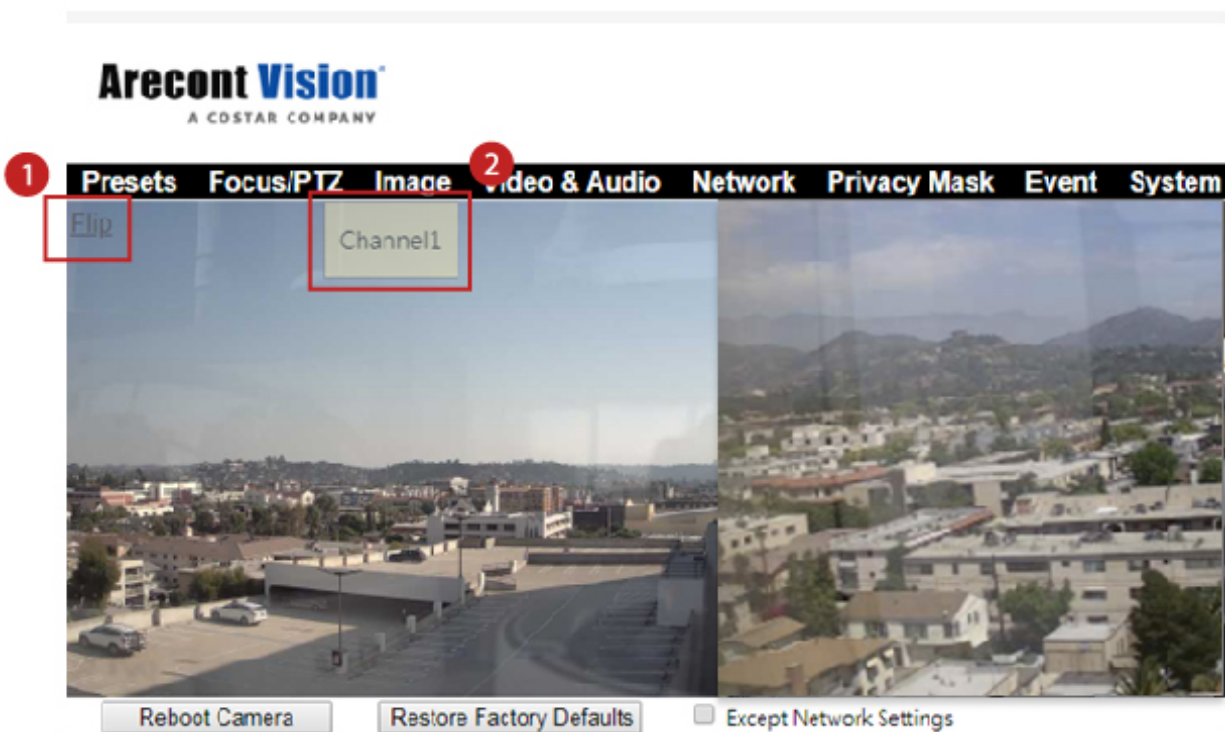 Arecont Vision®
A COSTAR COMPANY
1
2
Presets Focus/PTZ Image Video & Audio Network Privacy Mask Event System
Flip
Channel1
Reboot Camera Restore Factory Defaults Except Network Settings